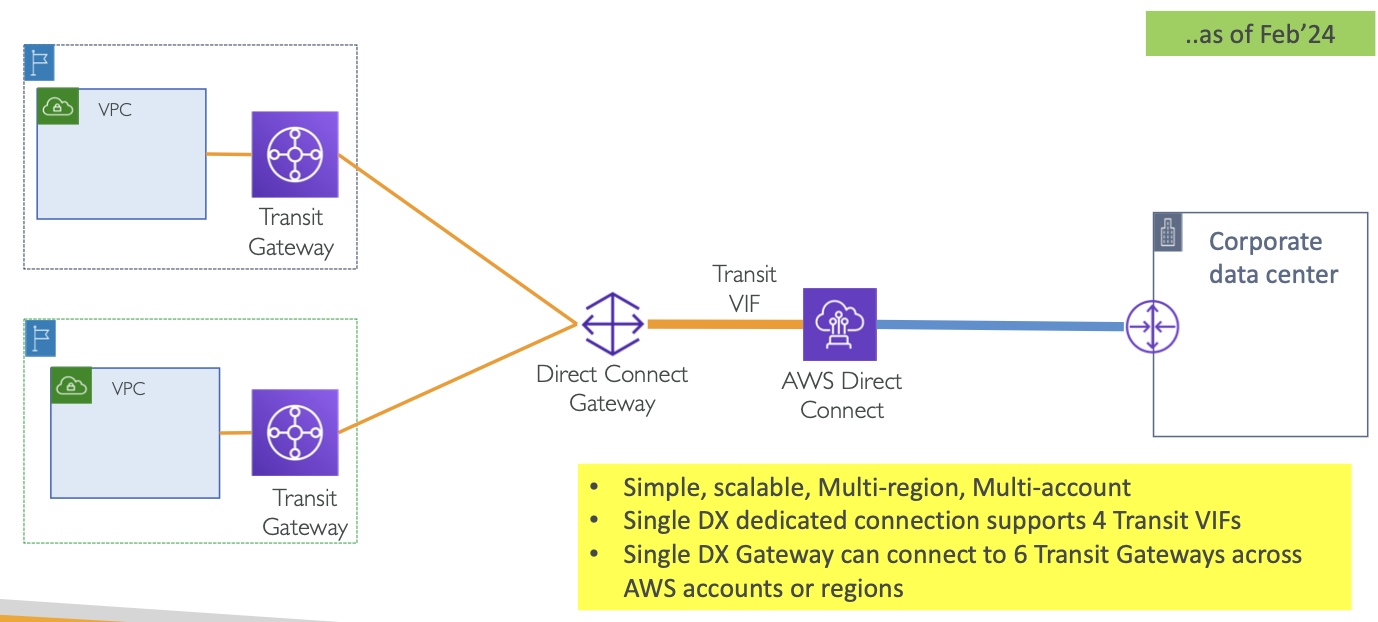 ..as of Feb’24
VPC
Transit
Gateway
VPC
Transit
Gateway
Direct Connect
Gateway
Transit
VIF
AWS Direct
Connect
Corporate
data center
• Simple, scalable, Multi-region, Multi-account
• Single DX dedicated connection supports 4 Transit VIFs
• Single DX Gateway can connect to 6 Transit Gateways across
AWS accounts or regions